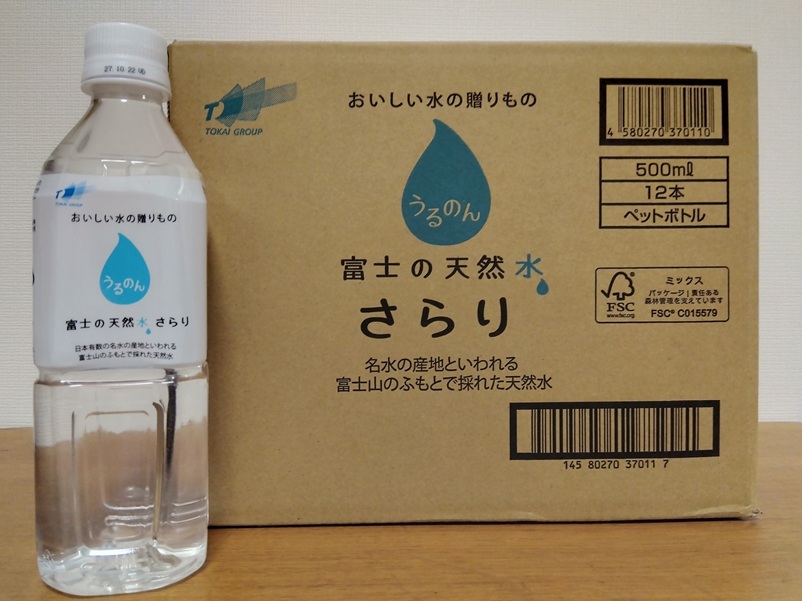 27.10.22
TOKAI GROUP
おいしい水の贈りもの
うるのん
富士の天然水 さらり
日本有数の名水の産地といわれる
富士山のふもとで採れた天然水
TOKAI GROUP
おいしい水の贈りもの
うるのん
富士の天然水
さらり
名水の産地といわれる
富士山のふもとで採れた天然水
4 580270 370110
500mℓ
12本
ペットボトル
FSC
www.fsc.org
ミックス
パッケージ|責任ある
森林管理を支えています
FSC® C015579
145 80270 37011 7